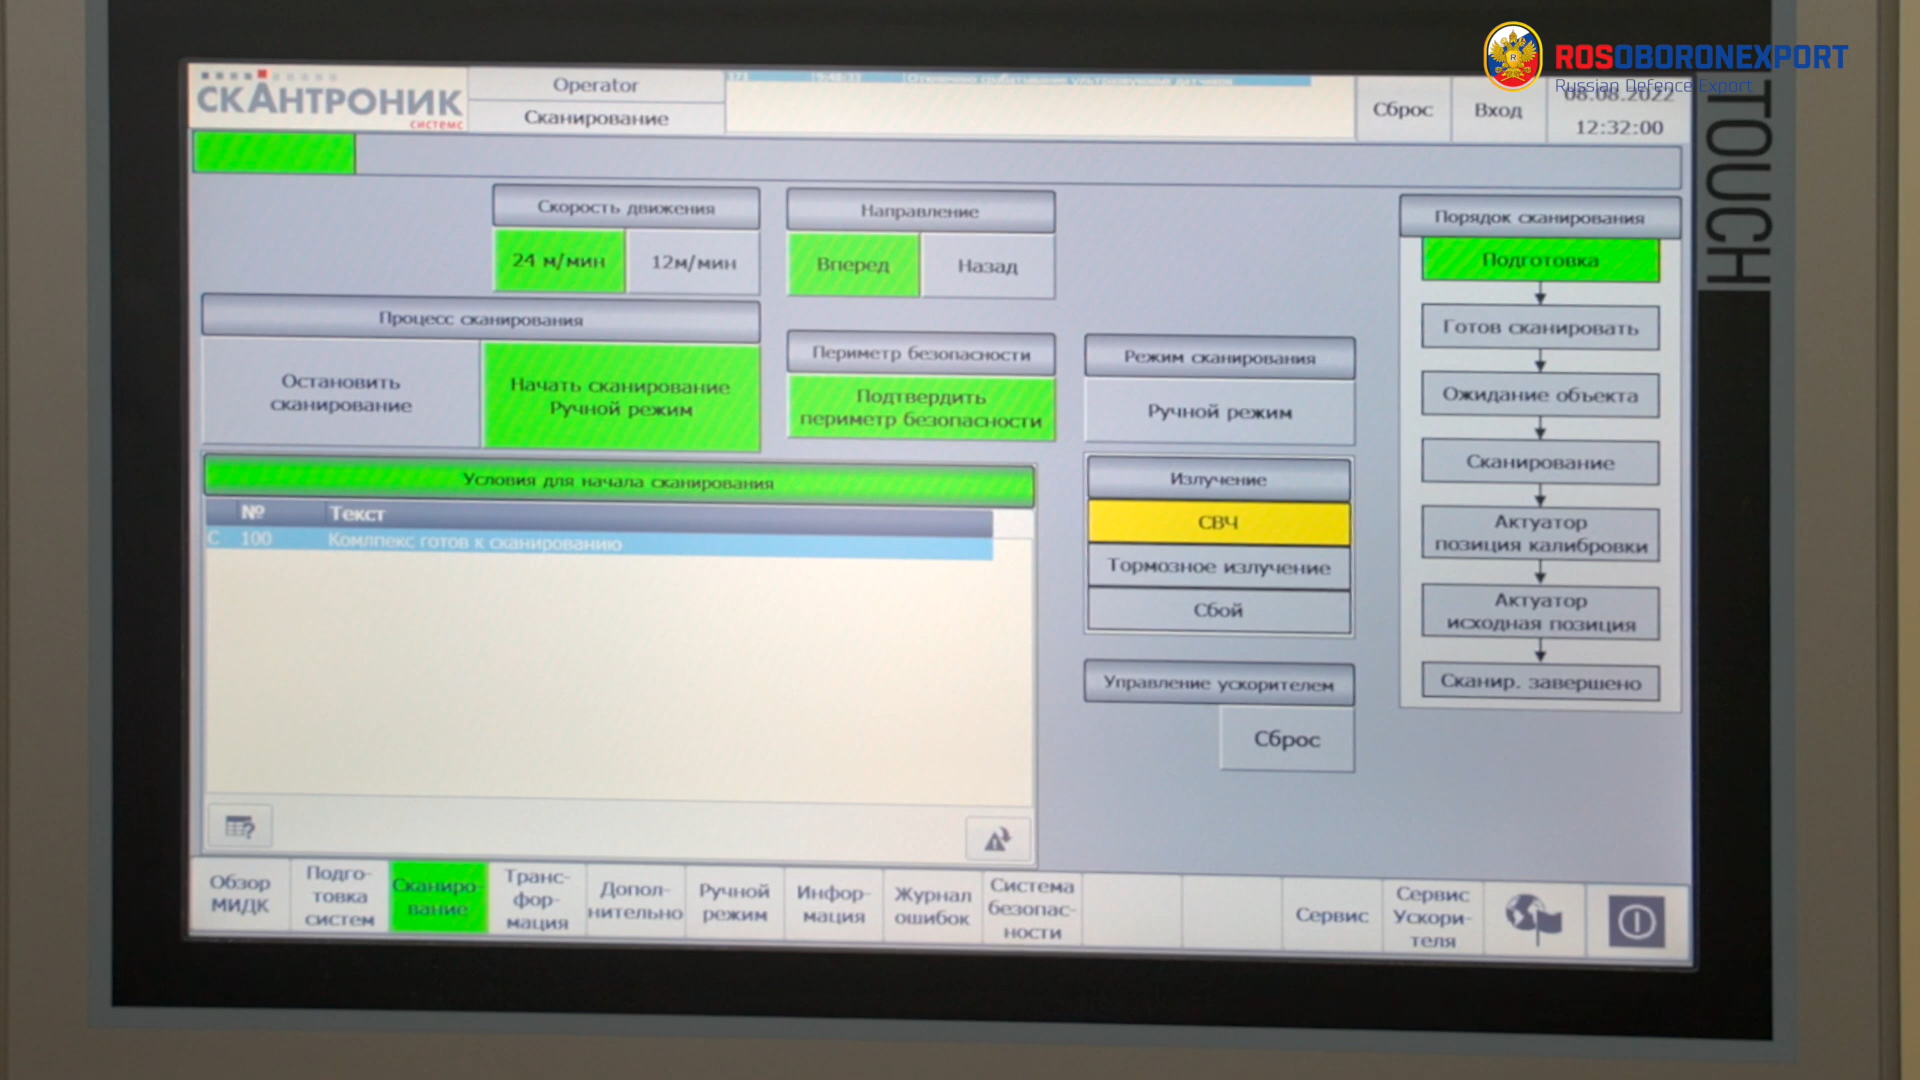 ROSOBORONEXPORT
Russian Defence Export
СКАНТРОНИК
системс
Operator
Сканирование
171
Сброс
Вход
08.08.2022
12:32:00
TOUCH
Скорость движения
24 м/мин
12м/мин
Направление
Вперед
Назад
Процесс сканирования
Остановить
сканирование
Начать сканирование
Ручной режим
Периметр безопасности
Подтвердить
периметр безопасности
Режим сканирования
Ручной режим
Условия для начала сканирования
№ Текст
С 100 Комлпекс готов к сканированию
Излучение
СВЧ
Тормозное излучение
Сбой
Управление ускорителем
Сброс
Порядок сканирования
Подготовка
Готов сканировать
Ожидание объекта
Сканирование
Актуатор
позиция калибровки
Актуатор
исходная позиция
Сканир. завершено
Обзор
МИДК
Подго-
товка
систем
Сканиро-
вание
Транс-
фор-
мация
Допол-
нительно
Ручной
режим
Инфор-
мация
Журнал
ошибок
Система
безопас-
ности
Сервис
Сервис
Ускори-
теля